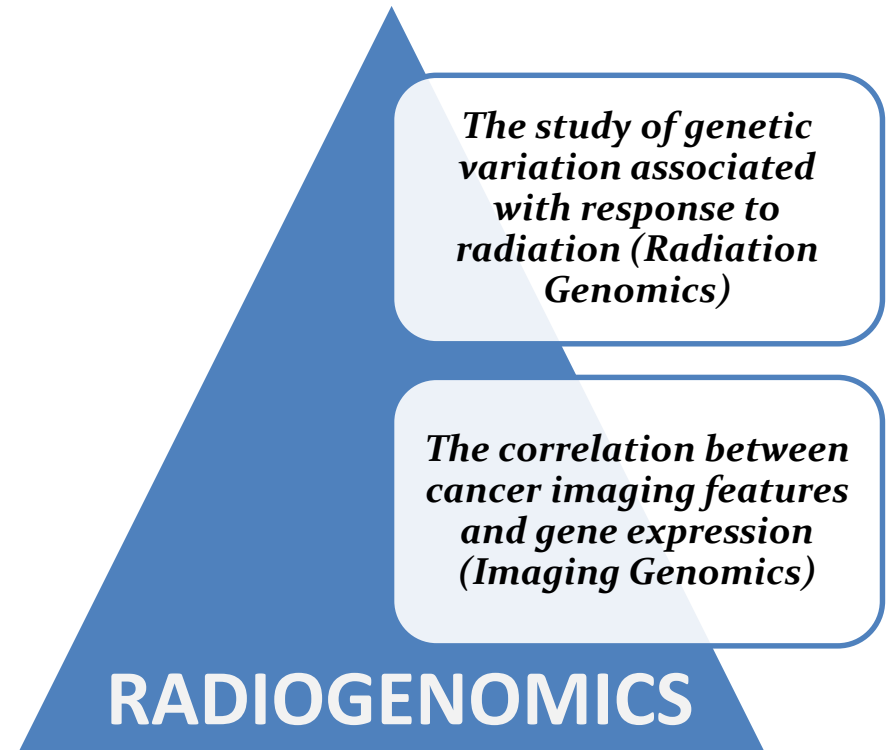 The study of genetic
variation associated
with response to
radiation (Radiation
Genomics)
The correlation between
cancer imaging features
and gene expression
(Imaging Genomics)
RADIOGENOMICS